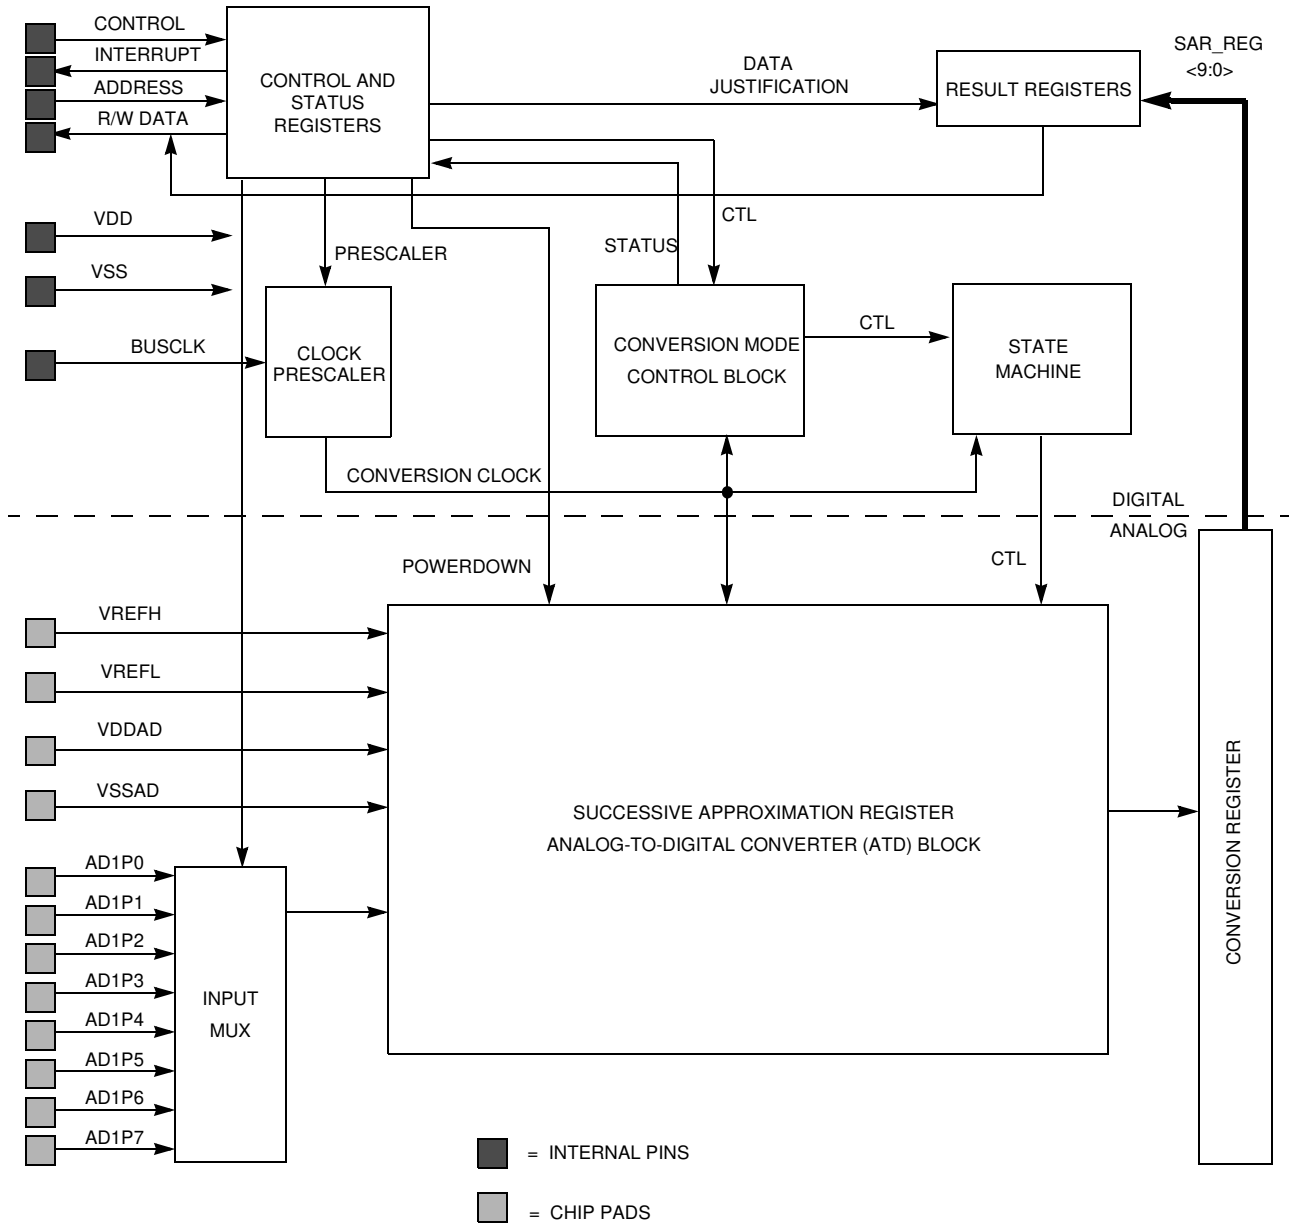 CONTROL
INTERRUPT
ADDRESS
R/W DATA
CONTROL AND
STATUS
REGISTERS
DATA
JUSTIFICATION
RESULT REGISTERS
SAR_REG
<9:0>
VDD
VSS
BUSCLK
PRESCALER
CLOCK
PRESCALER
STATUS
CTL
CONVERSION MODE
CONTROL BLOCK
CTL
STATE
MACHINE
CONVERSION CLOCK
DIGITAL
ANALOG
POWERDOWN
CTL
VREFH
VREFL
VDDAD
VSSAD
SUCCESSIVE APPROXIMATION REGISTER
ANALOG-TO-DIGITAL CONVERTER (ATD) BLOCK
CONVERSION REGISTER
AD1P0
AD1P1
AD1P2
AD1P3
AD1P4
AD1P5
AD1P6
AD1P7
INPUT
MUX
= INTERNAL PINS
= CHIP PADS